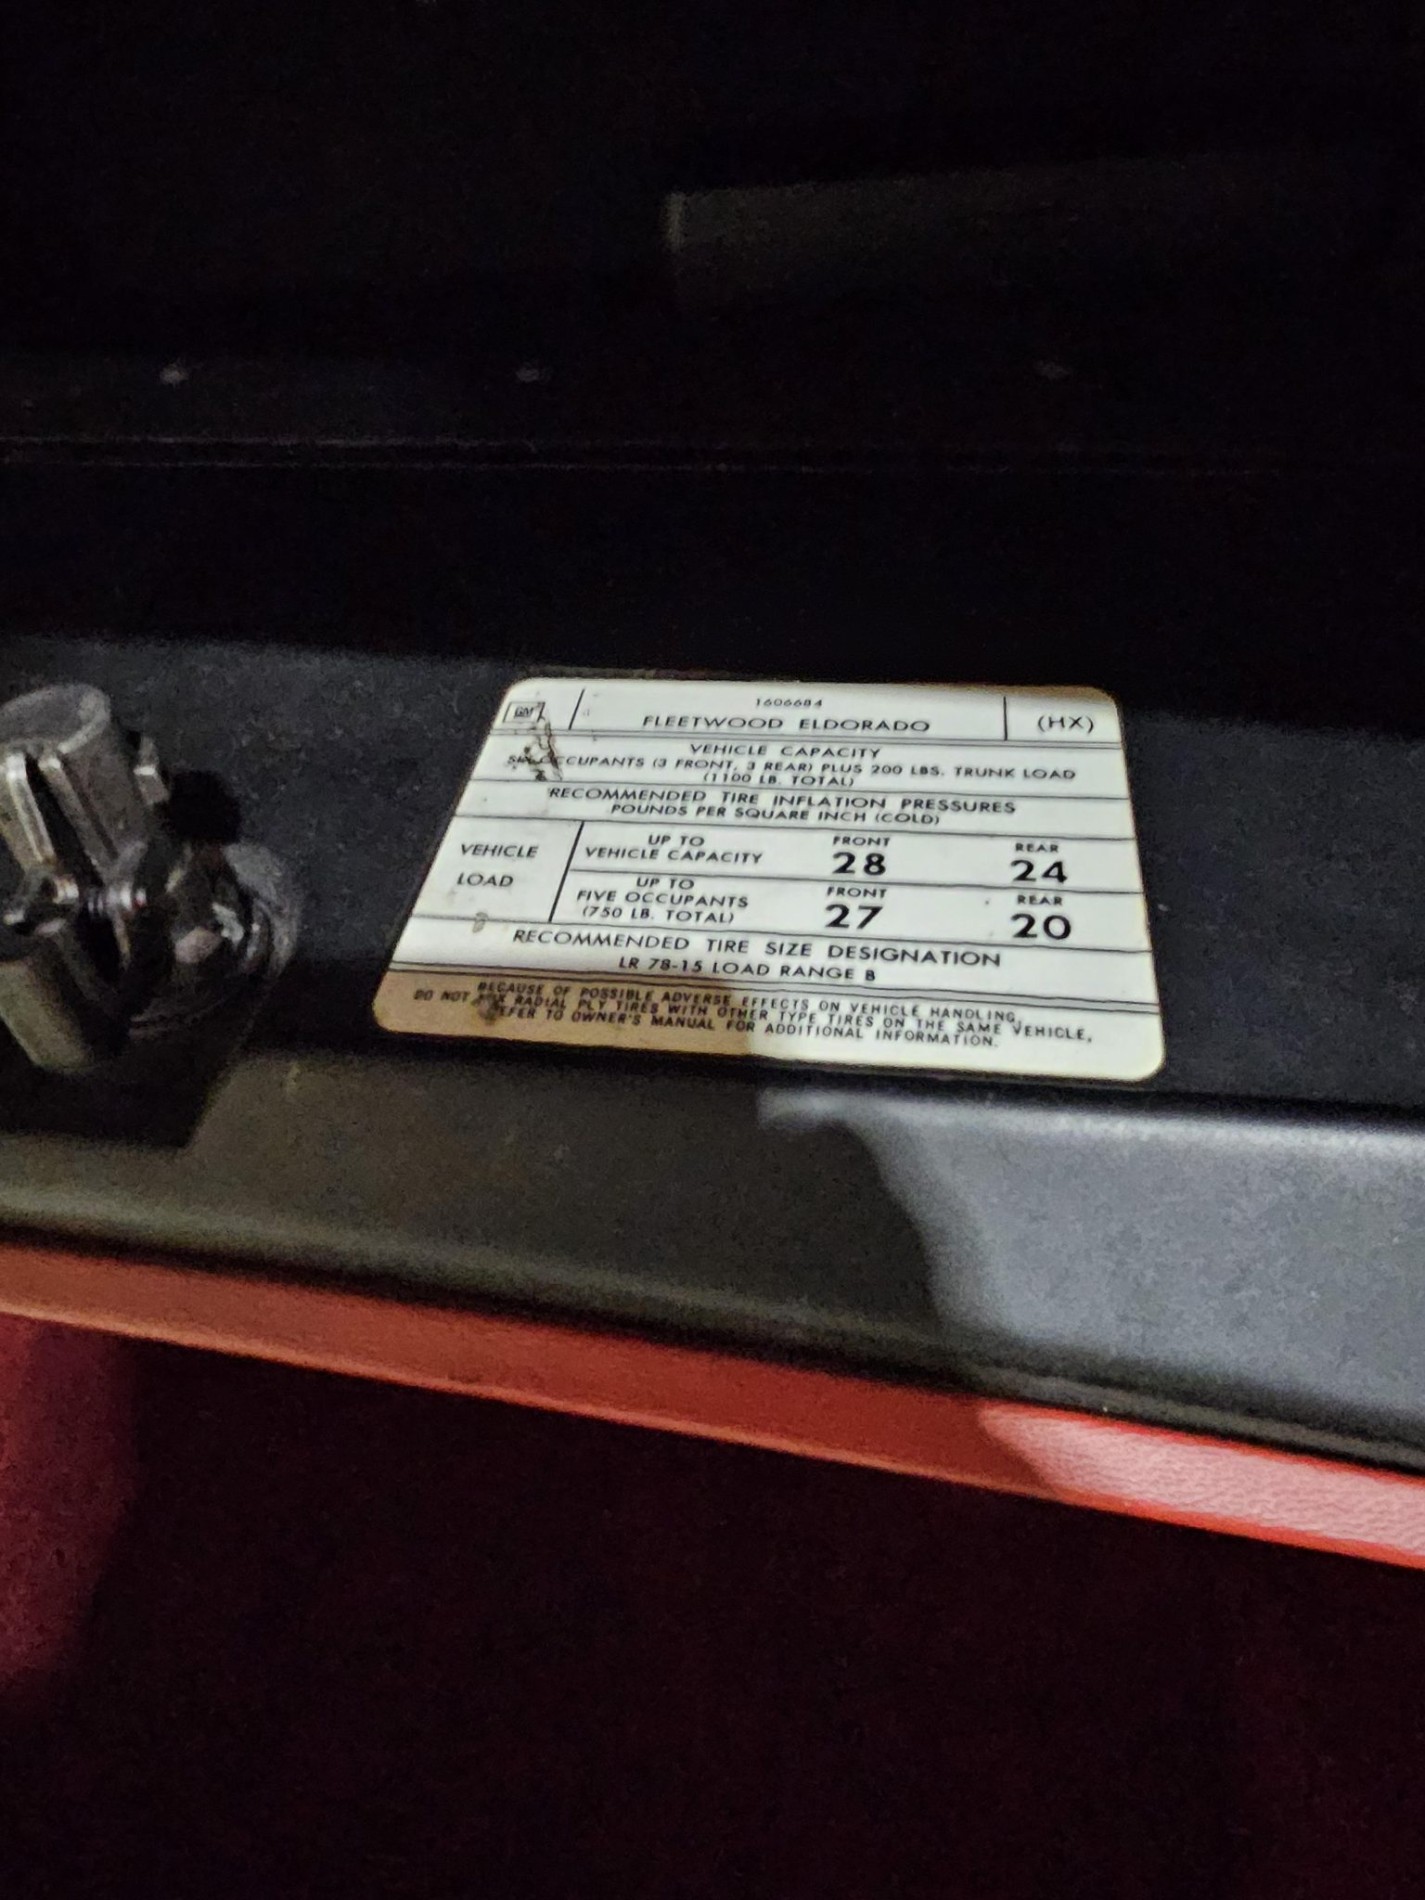 GM
1606684
FLEETWOOD ELDORADO
(HX)
VEHICLE CAPACITY
SIX OCCUPANTS (3 FRONT, 3 REAR) PLUS 200 LBS. TRUNK LOAD
(1100 LB. TOTAL)
RECOMMENDED TIRE INFLATION PRESSURES
POUNDS PER SQUARE INCH (COLD)
VEHICLE
LOAD
UP TO
VEHICLE CAPACITY
FRONT
28
REAR
24
UP TO
FIVE OCCUPANTS
(750 LB. TOTAL)
FRONT
27
REAR
20
RECOMMENDED TIRE SIZE DESIGNATION
LR 78-15 LOAD RANGE B
BECAUSE OF POSSIBLE ADVERSE EFFECTS ON VEHICLE HANDLING,
DO NOT MIX RADIAL PLY TIRES WITH OTHER TYPE TIRES ON THE SAME VEHICLE,
REFER TO OWNER'S MANUAL FOR ADDITIONAL INFORMATION.